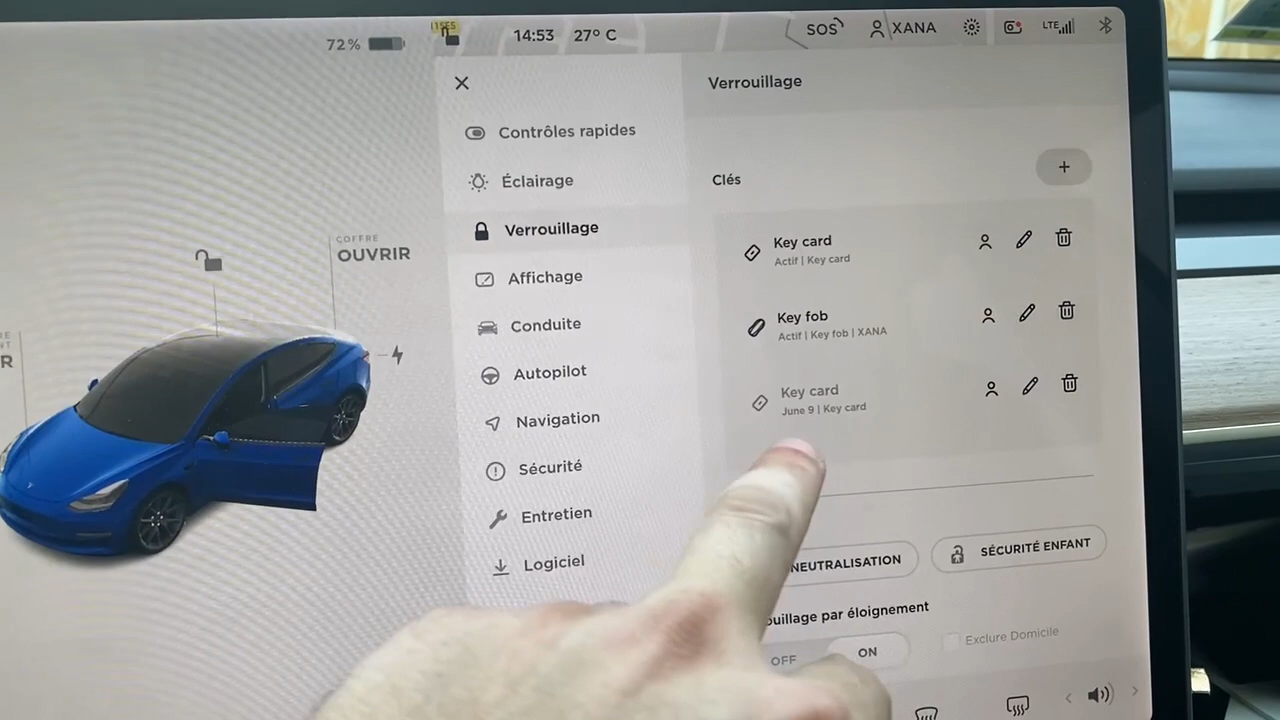 72%
14:53
27° C
SOS
XANA
LTE
Contrôles rapides
Éclairage
Verrouillage
Affichage
Conduite
Autopilot
Navigation
Sécurité
Entretien
Logiciel
COFFRE
OUVRIR
Verrouillage
Clés
+
Key card
Actif | Key card
Key fob
Actif | Key fob | XANA
Key card
June 9 | Key card
NEUTRALISATION
SÉCURITÉ ENFANT
ouillage par éloignement
OFF
ON
Exclure Domicile